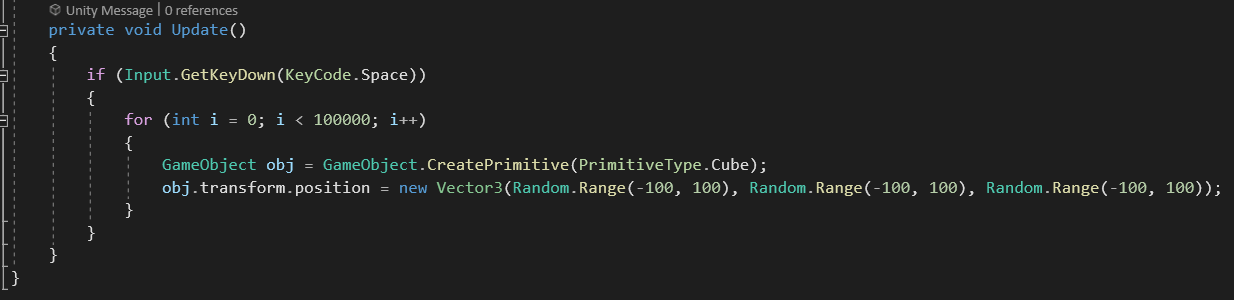 Unity Message | 0 references
private void Update()
{
if (Input.GetKeyDown(KeyCode.Space))
{
for (int i = 0; i < 100000; i++)
{
GameObject obj = GameObject.CreatePrimitive(PrimitiveType.Cube);
obj.transform.position = new Vector3(Random.Range(-100, 100), Random.Range(-100, 100), Random.Range(-100, 100));
}
}
}
}